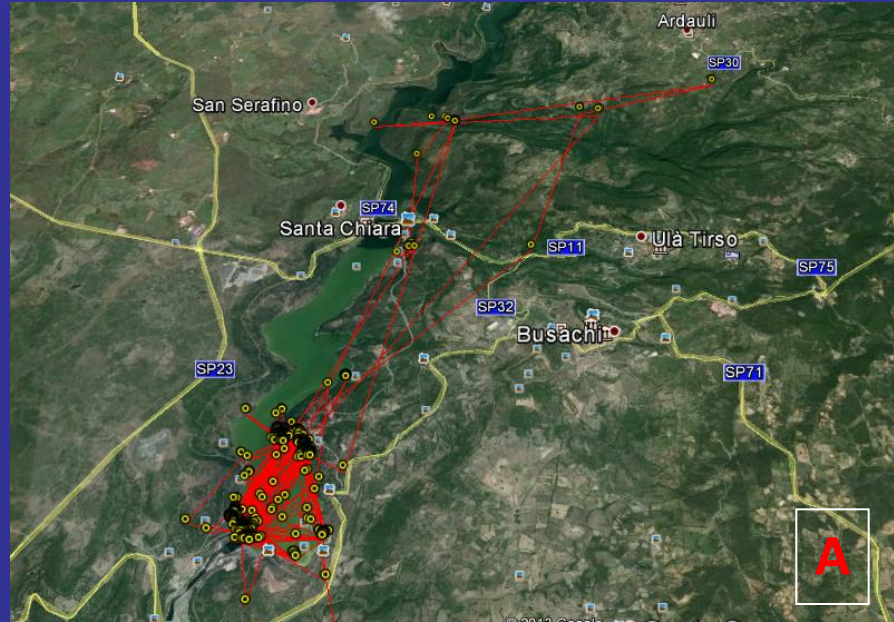 Ardauli
SP30
San Serafino
SP74
Santa Chiara
Ulà Tirso
SP11
SP75
SP32
Busachi
SP23
SP71
A